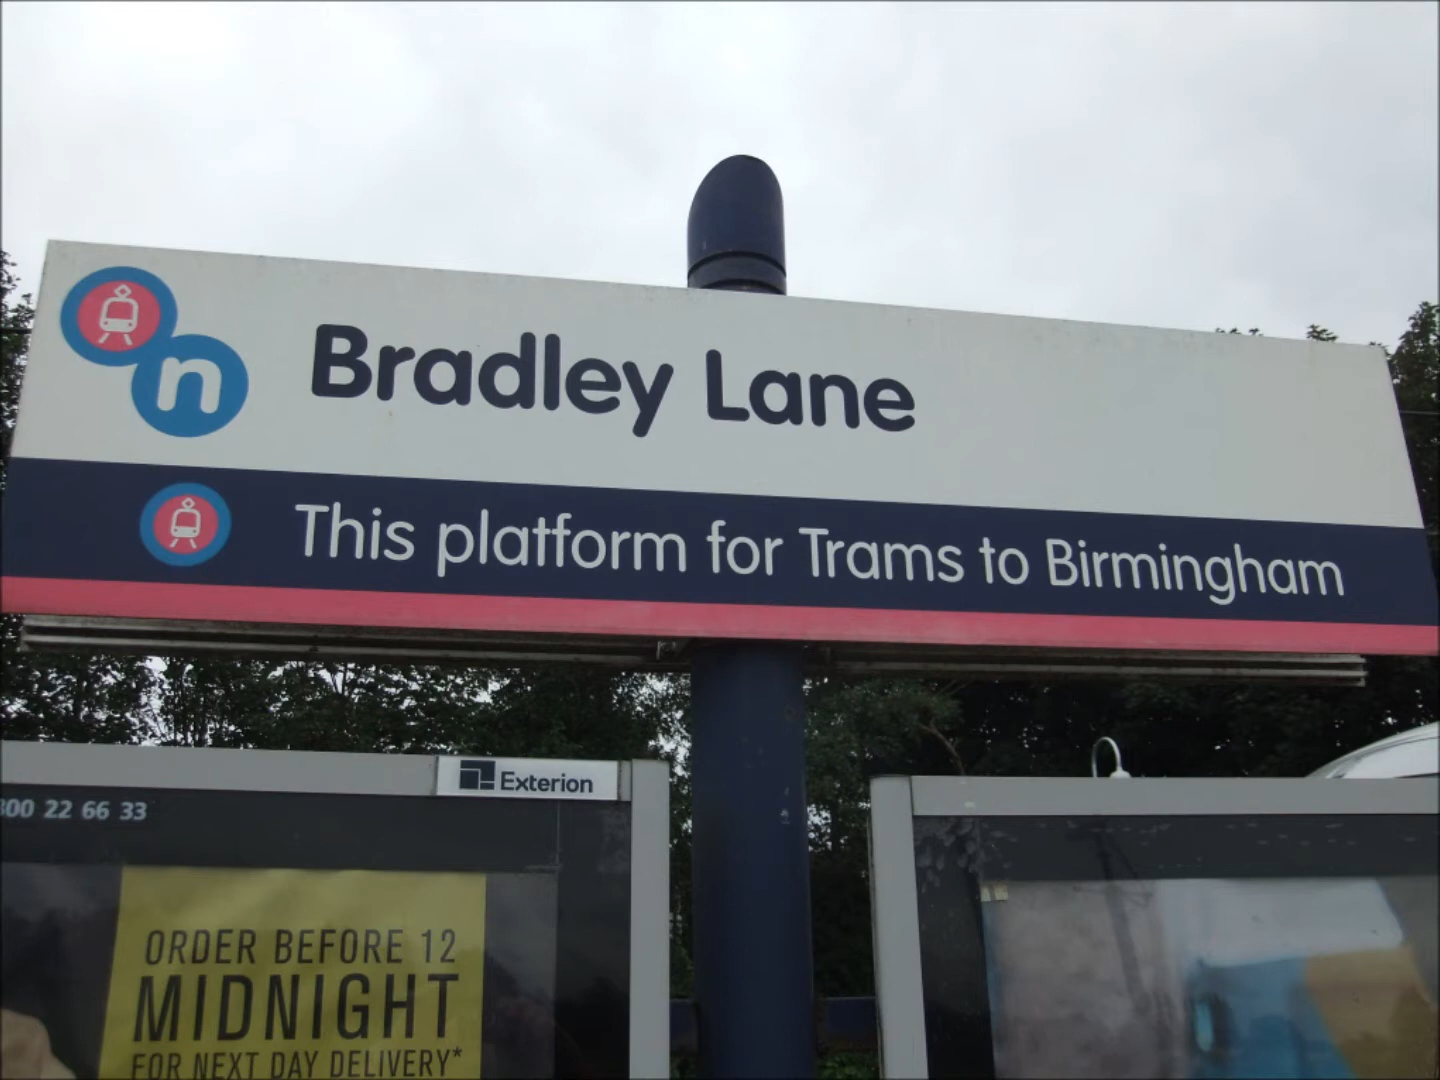 n
Bradley Lane
This platform for Trams to Birmingham
Exterion
00 22 66 33
ORDER BEFORE 12
MIDNIGHT
FOR NEXT DAY DELIVERY*